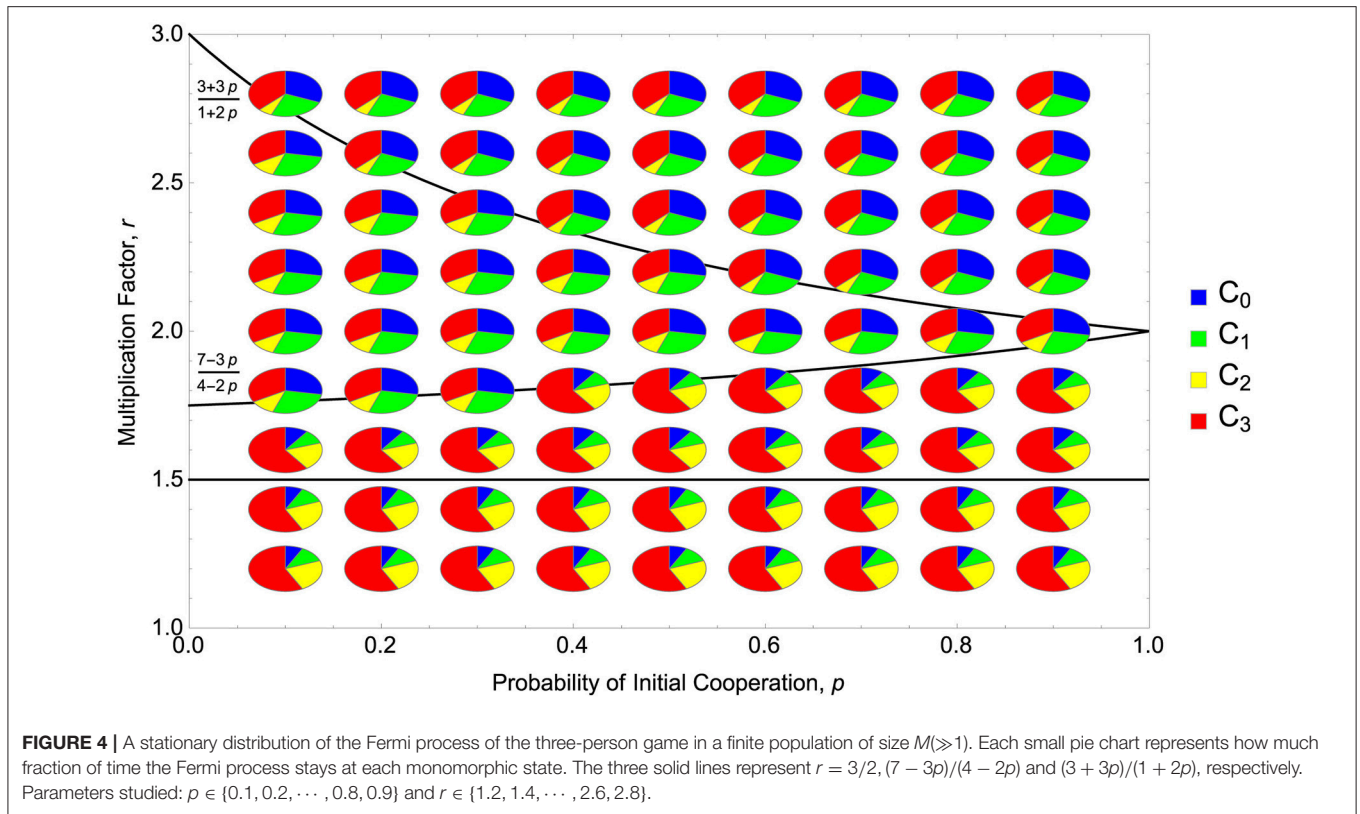 3.0
3+3 p
1+2 p
2.5
Multiplication Factor, r
2.0
7−3 p
4−2 p
1.5
1.0
0.0 0.2 0.4 0.6 0.8 1.0
Probability of Initial Cooperation, p
C₀
C₁
C₂
C₃
FIGURE 4 | A stationary distribution of the Fermi process of the three-person game in a finite population of size M(≫1). Each small pie chart represents how much
fraction of time the Fermi process stays at each monomorphic state. The three solid lines represent r = 3/2, (7 − 3p)/(4 − 2p) and (3 + 3p)/(1 + 2p), respectively.
Parameters studied: p ∈ {0.1, 0.2, ⋯ , 0.8, 0.9} and r ∈ {1.2, 1.4, ⋯ , 2.6, 2.8}.